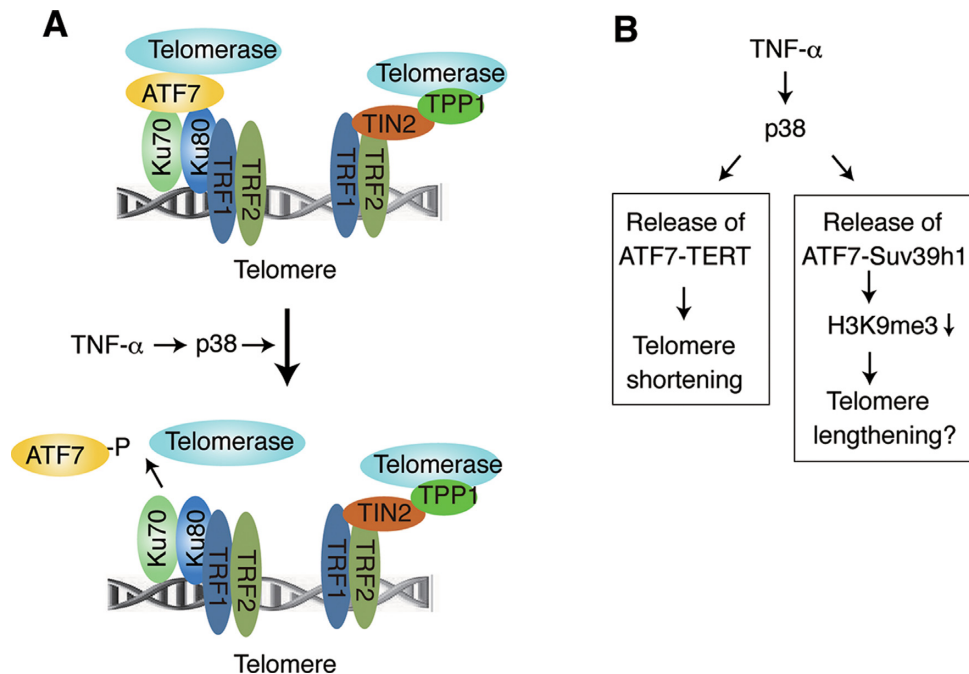 A
Telomerase
ATF7
Ku70
Ku80
TRF1
TRF2
Telomerase
TPP1
TIN2
TRF1
TRF2
Telomere
TNF-α → p38 →
ATF7 -P
Telomerase
Ku70
Ku80
TRF1
TRF2
Telomerase
TPP1
TIN2
TRF1
TRF2
Telomere
B
TNF-α
p38
Release of
ATF7-TERT
Telomere
shortening
Release of
ATF7-Suv39h1
H3K9me3↓
Telomere
lengthening?